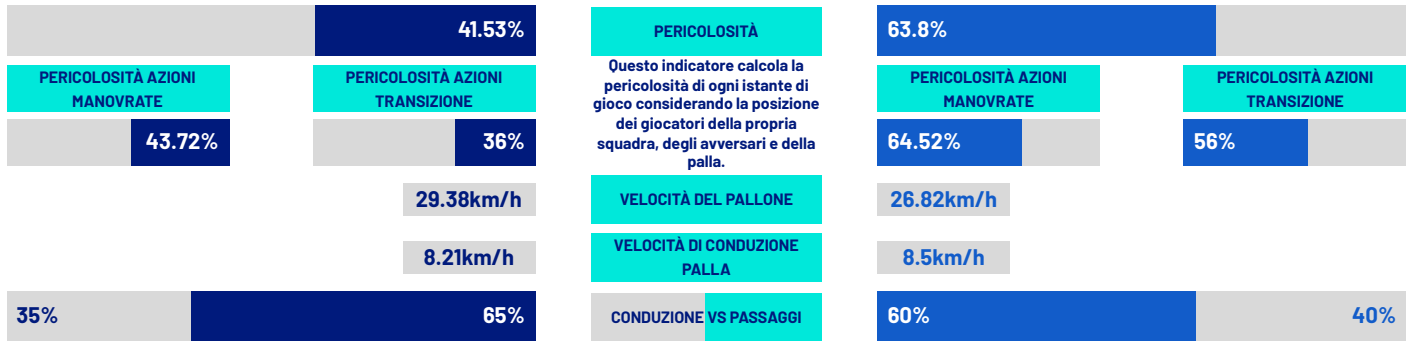 41.53%
PERICOLOSITÀ
63.8%
PERICOLOSITÀ AZIONI
MANOVRATE
PERICOLOSITÀ AZIONI
TRANSIZIONE
Questo indicatore calcola la
pericolosità di ogni istante di
gioco considerando la posizione
dei giocatori della propria
squadra, degli avversari e della
palla.
PERICOLOSITÀ AZIONI
MANOVRATE
PERICOLOSITÀ AZIONI
TRANSIZIONE
43.72%
36%
64.52%
56%
29.38km/h
VELOCITÀ DEL PALLONE
26.82km/h
8.21km/h
VELOCITÀ DI CONDUZIONE
PALLA
8.5km/h
35%
65%
CONDUZIONE VS PASSAGGI
60%
40%